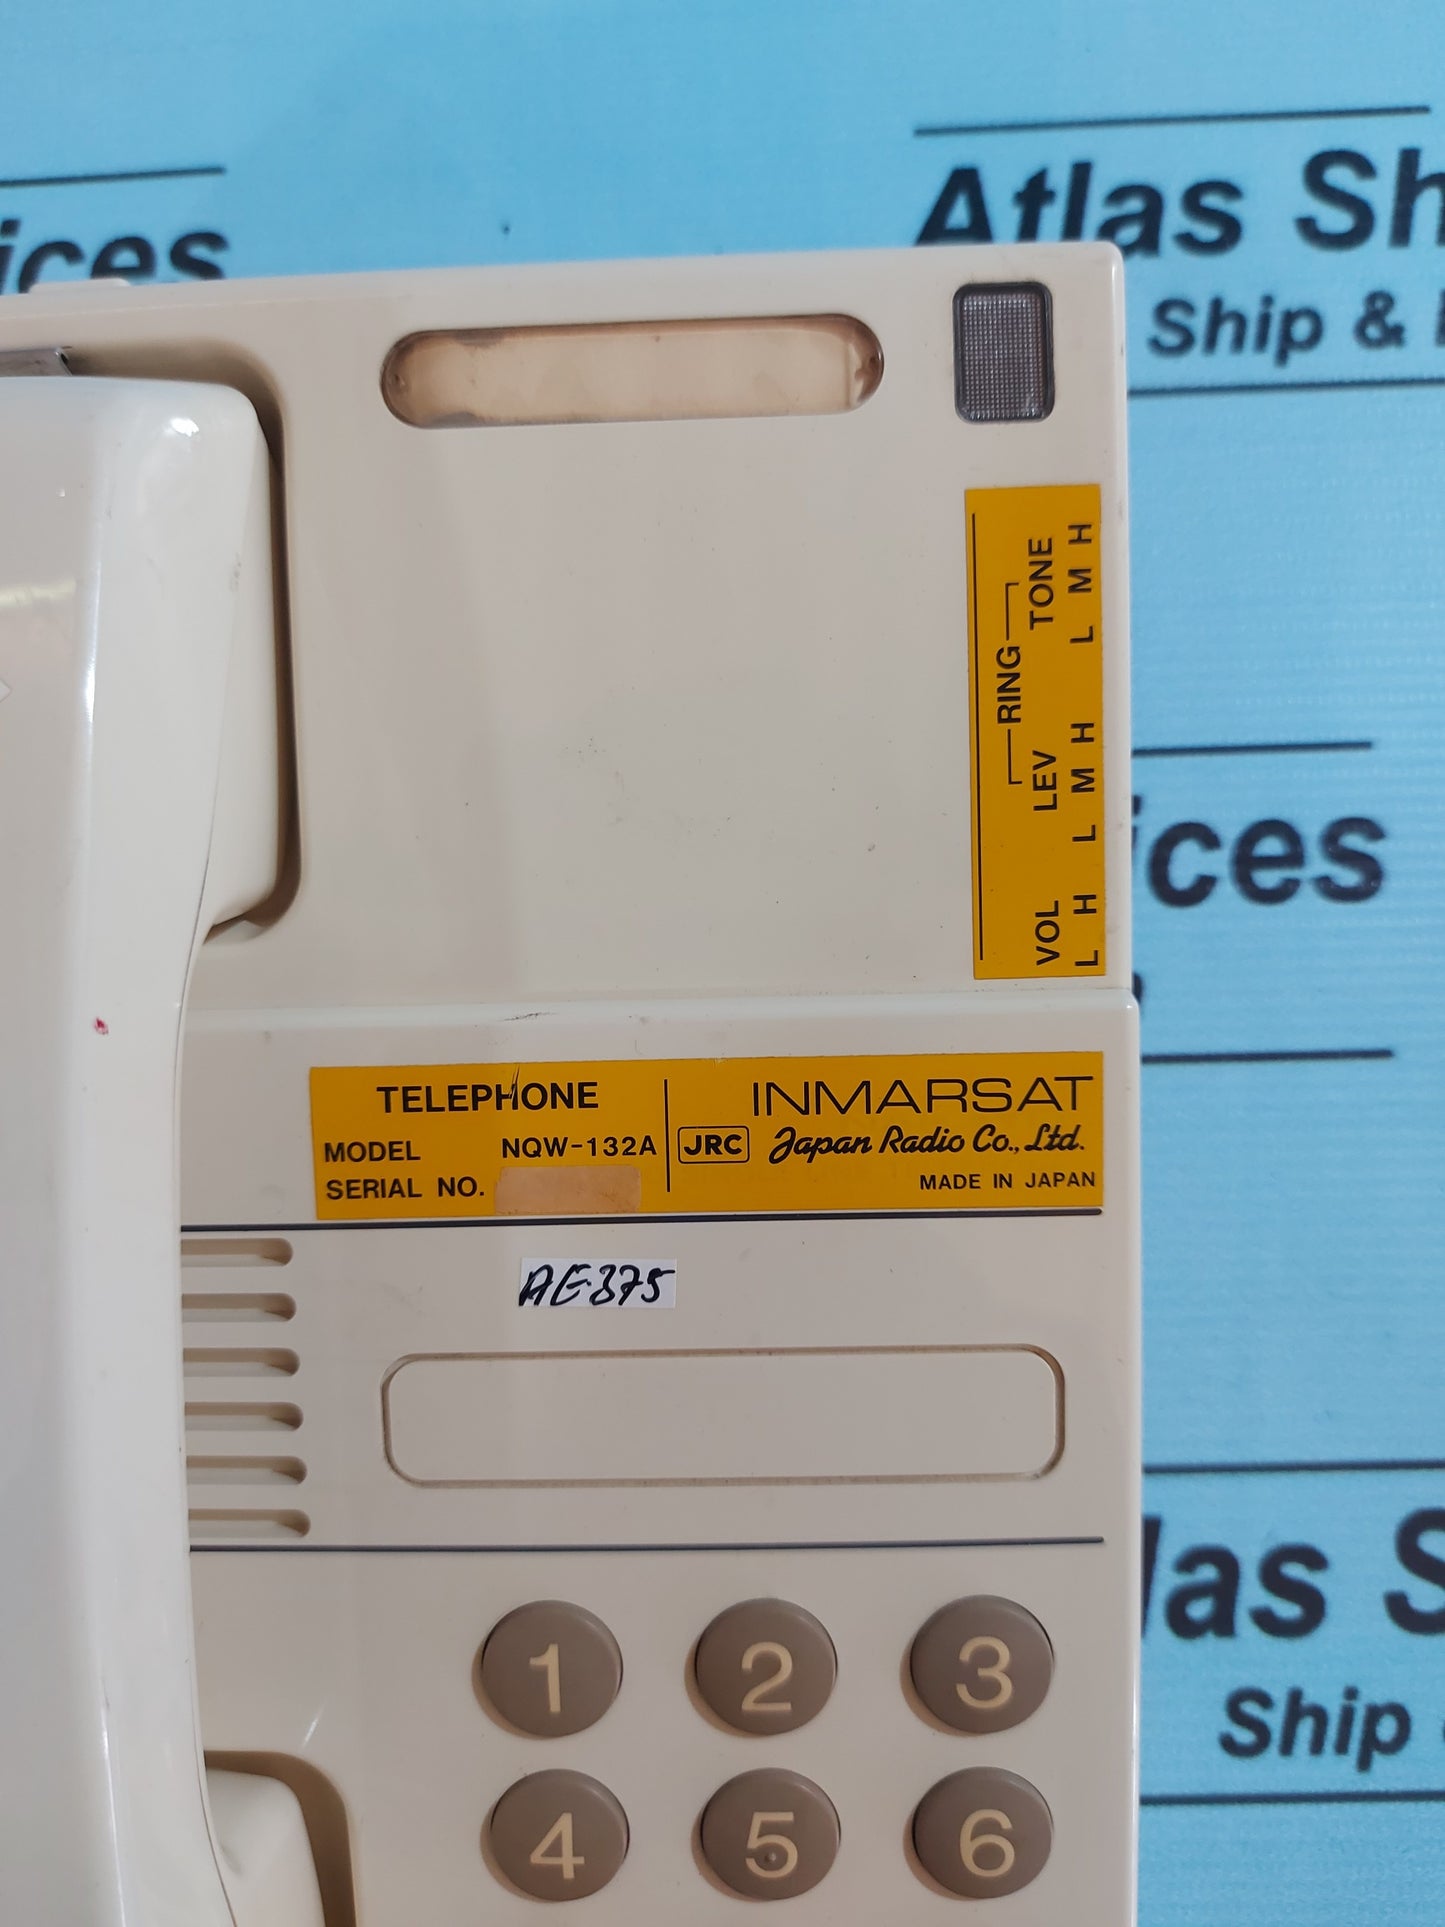 Atlas Sh
ices
Ship &
RING
VOL LEV TONE
L H L M H L M H
TELEPHONE
MODEL NQW-132A
SERIAL NO.
INMARSAT
JRC Japan Radio Co., Ltd.
MADE IN JAPAN
ices
AE375
las S
Ship
1 2 3
4 5 6